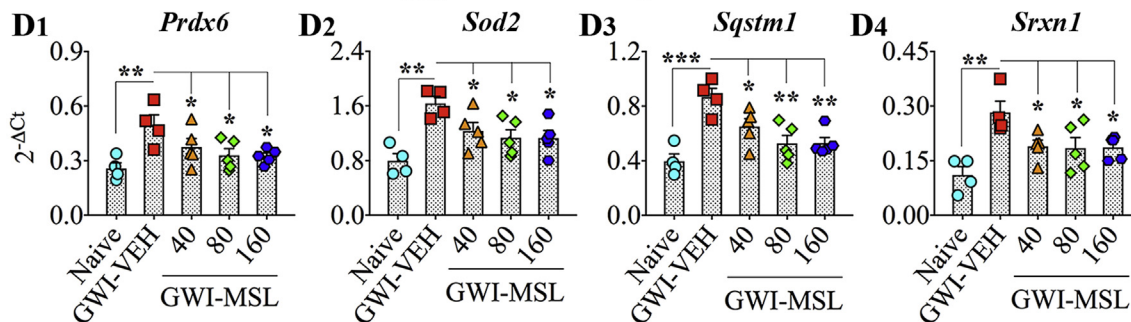 D1 Prdx6
2^-ΔCt
0.9
0.6
0.3
0.0
**
*
*
*
Naive
GWI-VEH
40
80
160
GWI-MSL
D2 Sod2
2.4
1.6
0.8
0.0
**
*
*
*
Naive
GWI-VEH
40
80
160
GWI-MSL
D3 Sqstm1
1.2
0.8
0.4
0.0
***
*
**
**
Naive
GWI-VEH
40
80
160
GWI-MSL
D4 Srxn1
0.45
0.30
0.15
0.00
**
*
*
*
Naive
GWI-VEH
40
80
160
GWI-MSL